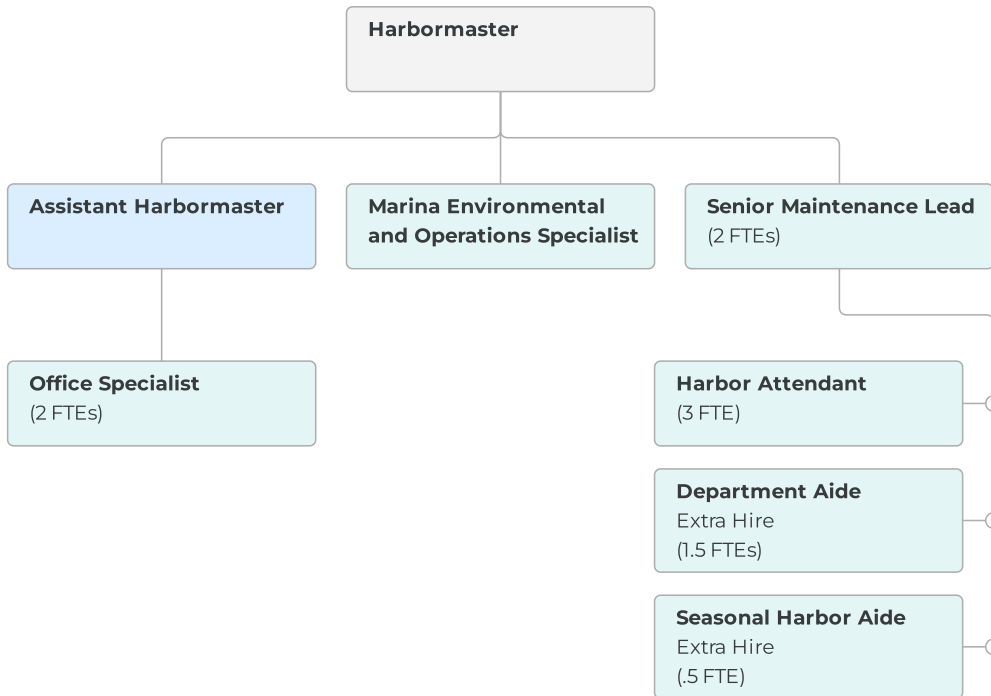 Harbormaster
Assistant Harbormaster
Marina Environmental
and Operations Specialist
Senior Maintenance Lead
(2 FTEs)
Office Specialist
(2 FTEs)
Harbor Attendant
(3 FTE)
Department Aide
Extra Hire
(1.5 FTEs)
Seasonal Harbor Aide
Extra Hire
(.5 FTE)